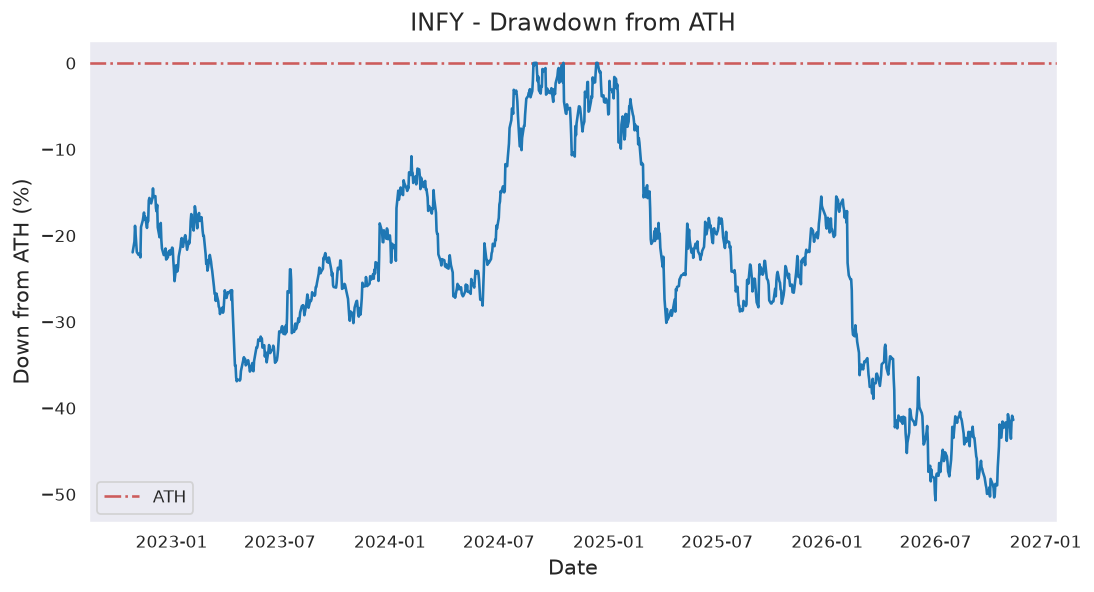 INFY - Drawdown from ATH
Down from ATH (%)
0
−10
−20
−30
−40
−50
ATH
2023-01 2023-07 2024-01 2024-07 2025-01 2025-07 2026-01 2026-07 2027-01
Date